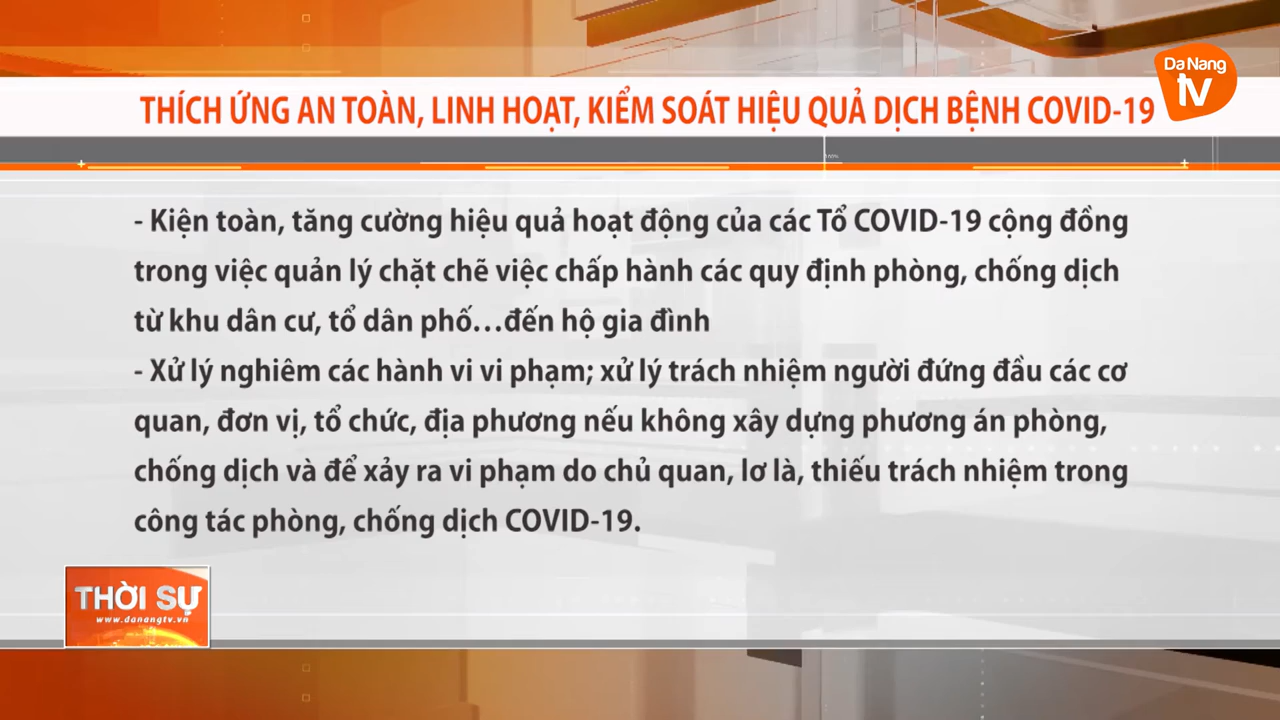 Da Nang
tv
THÍCH ỨNG AN TOÀN, LINH HOẠT, KIỂM SOÁT HIỆU QUẢ DỊCH BỆNH COVID-19
100%
- Kiện toàn, tăng cường hiệu quả hoạt động của các Tổ COVID-19 cộng đồng
trong việc quản lý chặt chẽ việc chấp hành các quy định phòng, chống dịch
từ khu dân cư, tổ dân phố...đến hộ gia đình
- Xử lý nghiêm các hành vi vi phạm; xử lý trách nhiệm người đứng đầu các cơ
quan, đơn vị, tổ chức, địa phương nếu không xây dựng phương án phòng,
chống dịch và để xảy ra vi phạm do chủ quan, lơ là, thiếu trách nhiệm trong
công tác phòng, chống dịch COVID-19.
THỜI SỰ
www.danangtv.vn